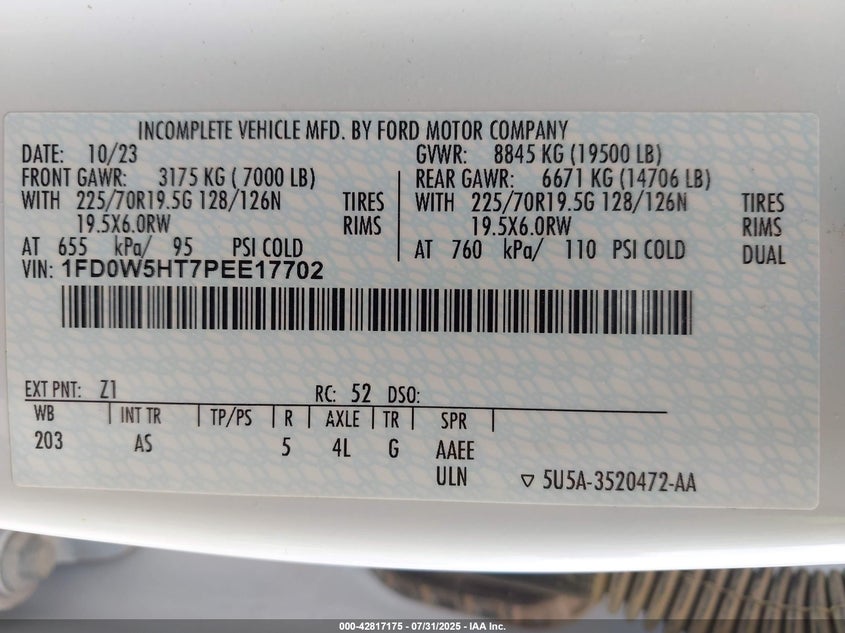 INCOMPLETE VEHICLE MFD. BY FORD MOTOR COMPANY
DATE: 10/23 GVWR: 8845 KG (19500 LB)
FRONT GAWR: 3175 KG ( 7000 LB) REAR GAWR: 6671 KG (14706 LB)
WITH 225/70R19.5G 128/126N TIRES WITH 225/70R19.5G 128/126N TIRES
19.5X6.0RW RIMS 19.5X6.0RW RIMS
AT 655 kPa/ 95 PSI COLD AT 760 kPa/ 110 PSI COLD DUAL
VIN: 1FD0W5HT7PEE17702
EXT PNT: Z1 RC: 52 DSO:
WB INT TR TP/PS R AXLE TR SPR
203 AS 5 4L G AAEE
ULN ▽ 5U5A-3520472-AA
000-42817175 - 07/31/2025 - IAA Inc.